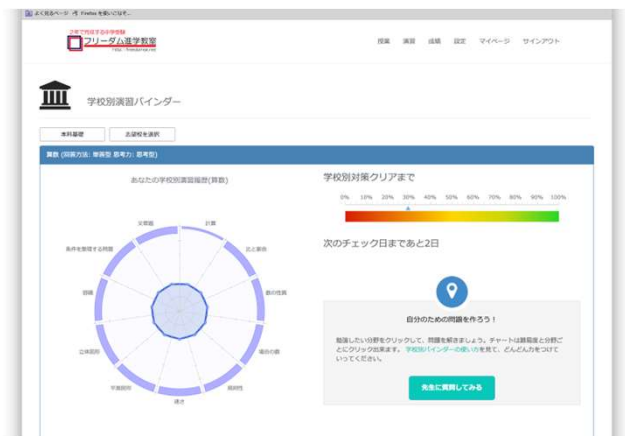 よく見るページ Firefox を使いこなそ...
2年で完成する中学受験
フリーダム進学教室
授業 演習 成績 設定 マイページ サインアウト
学校別演習バインダー
本科基礎 志望校を選択
算数 (回答方法: 単答型 思考力: 思考型)
あなたの学校別演習履歴(算数)
文章題
計算
条件を整理する問題
比と割合
数の性質
立体図形
場合の数
平面図形
規則性
速さ
学校別対策クリアまで
0% 10% 20% 30% 40% 50% 60% 70% 80% 90% 100%
次のチェック日まであと2日
自分のための問題を作ろう！
勉強したい分野をクリックして、問題を解きましょう。チャートは難易度と分野ご
とにクリック出来ます。 学校別バインダーの使い方を見て、どんどん力をつけて
いってください。
先生に質問してみる